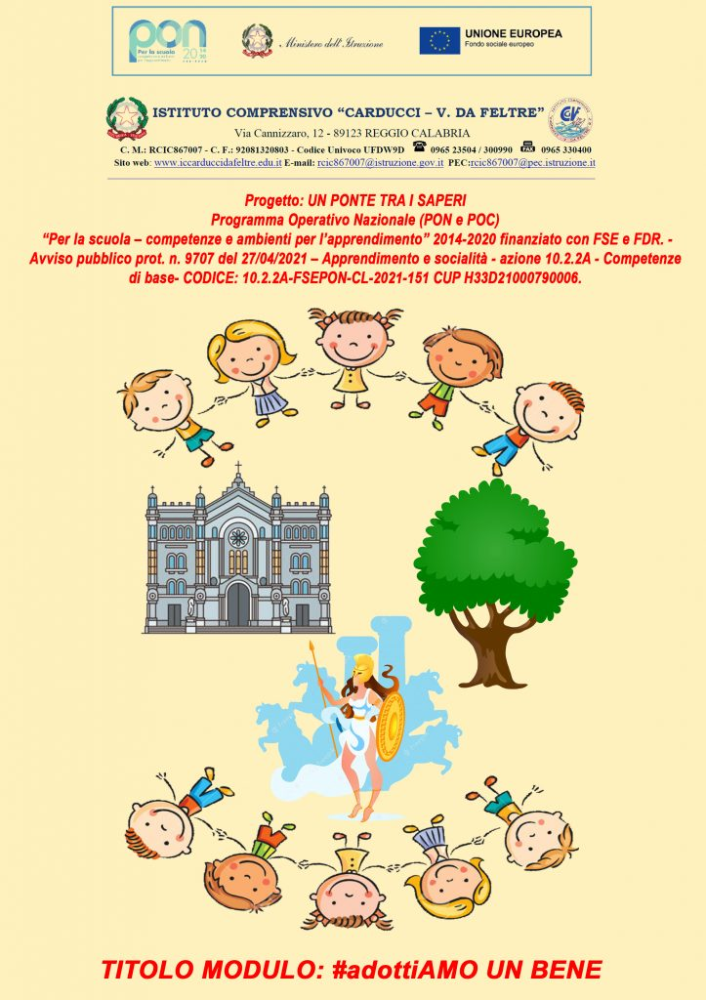 pon
Per la scuola
2014
2020
Ministero dell'Istruzione
UNIONE EUROPEA
Fondo sociale europeo
ISTITUTO COMPRENSIVO “CARDUCCI – V. DA FELTRE”
Via Cannizzaro, 12 - 89123 REGGIO CALABRIA
C. M.: RCIC867007 - C. F.: 92081320803 - Codice Univoco UFDW9D ☎ 0965 23504 / 300990 FAX 0965 330400
Sito web: www.iccarduccidafeltre.edu.it E-mail: rcic867007@istruzione.gov.it PEC:rcic867007@pec.istruzione.it
Progetto: UN PONTE TRA I SAPERI
Programma Operativo Nazionale (PON e POC)
“Per la scuola – competenze e ambienti per l’apprendimento” 2014-2020 finanziato con FSE e FDR. -
Avviso pubblico prot. n. 9707 del 27/04/2021 – Apprendimento e socialità - azione 10.2.2A - Competenze
di base- CODICE: 10.2.2A-FSEPON-CL-2021-151 CUP H33D21000790006.
TITOLO MODULO: #adottiAMO UN BENE